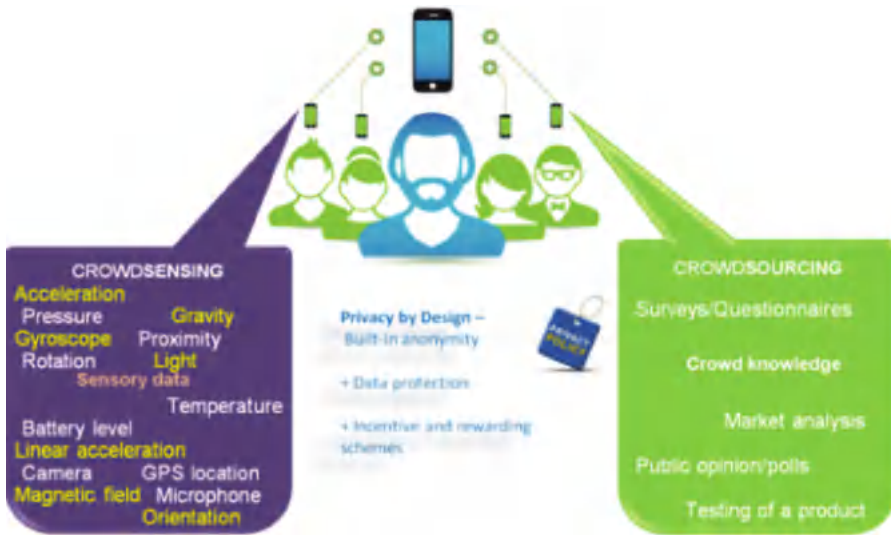 CROWDSENSING
Acceleration
Pressure Gravity
Gyroscope Proximity
Rotation Light
Sensory data
Temperature
Battery level
Linear acceleration
Camera GPS location
Magnetic field Microphone
Orientation
Privacy by Design –
Built-in anonymity
+ Data protection
+ Incentive and rewarding
schemes
PRIVACY
POLICY
CROWDSOURCING
Surveys/Questionnaires
Crowd knowledge
Market analysis
Public opinion/polls
Testing of a product